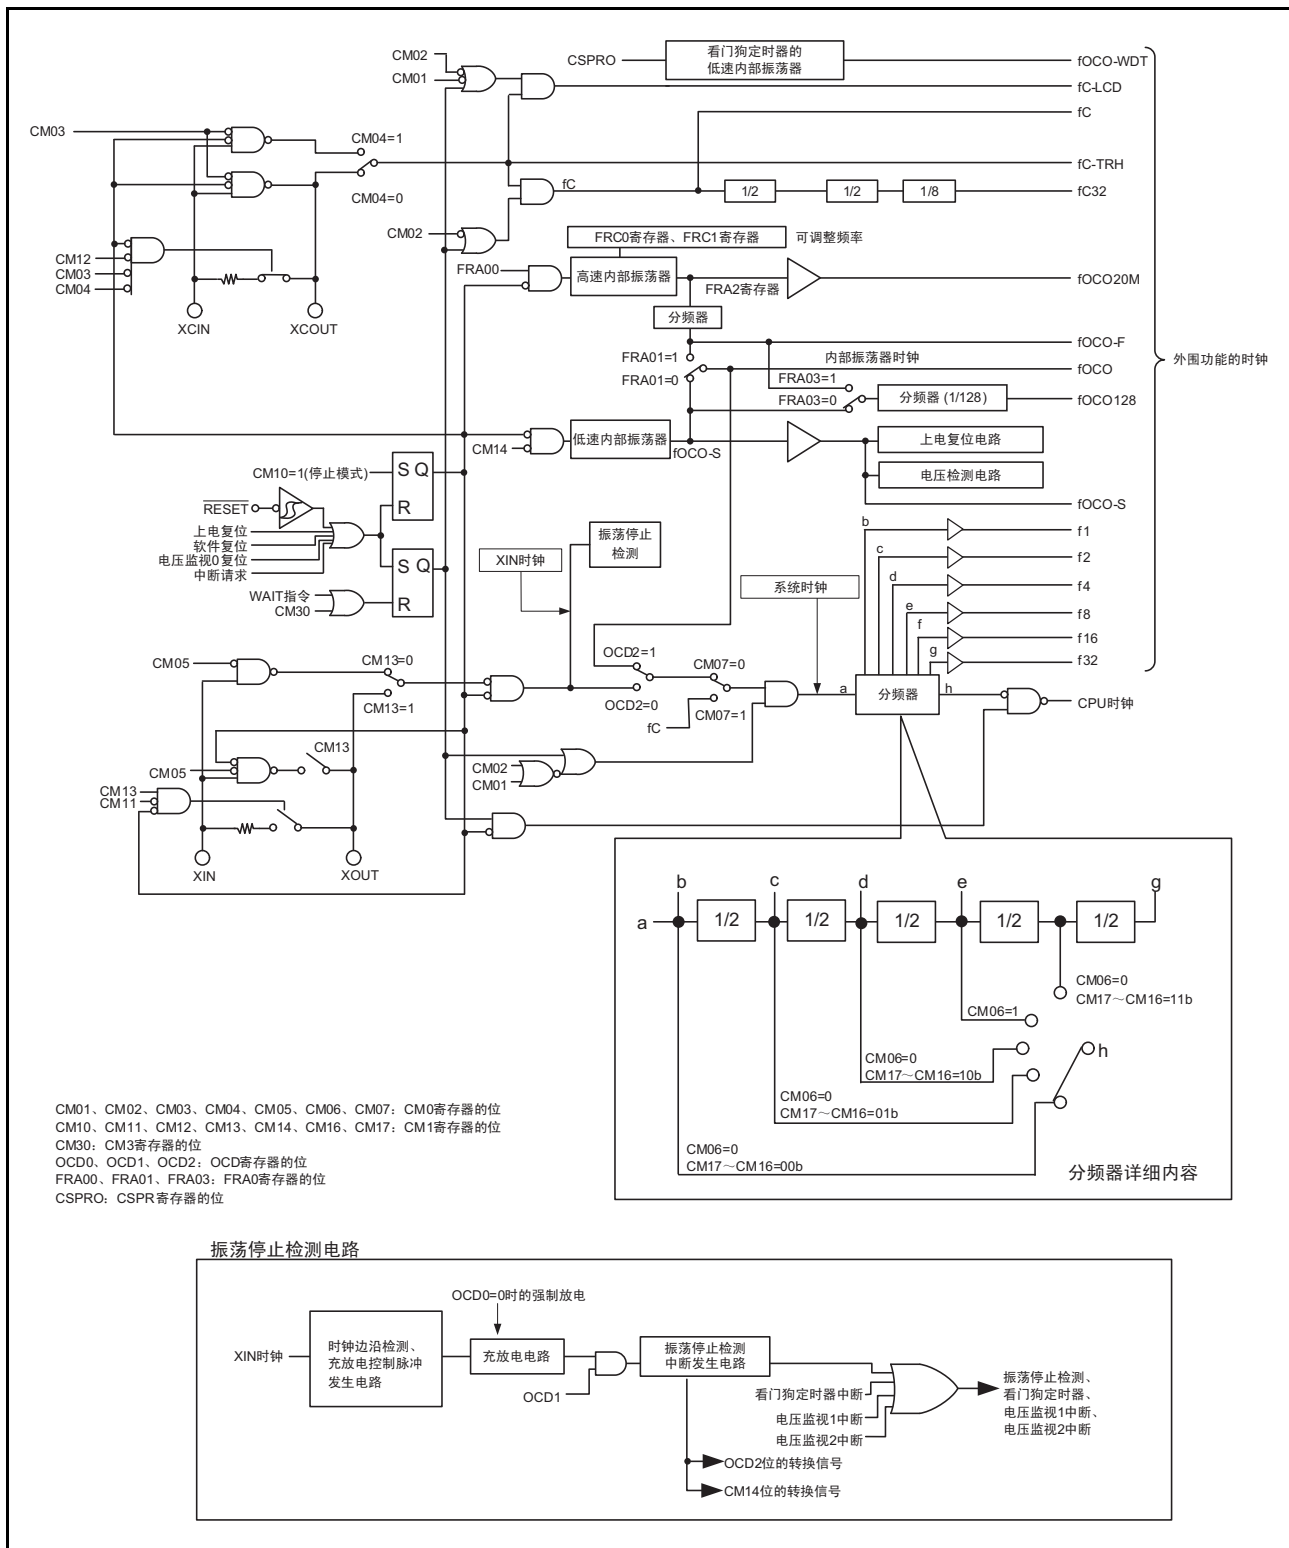 CM02
CM01
CSPRO
看门狗定时器的
低速内部振荡器
fOCO-WDT
fC-LCD
fC
CM03
CM04=1
CM04=0
fC-TRH
fC
1/2
1/2
1/8
fC32
CM02
FRC0寄存器、FRC1寄存器
可调整频率
CM12
CM03
CM04
FRA00
高速内部振荡器
FRA2寄存器
fOCO20M
XCIN
XCOUT
分频器
fOCO-F
FRA01=1
FRA01=0
内部振荡器时钟
fOCO
外围功能的时钟
FRA03=1
FRA03=0
分频器 (1/128)
fOCO128
CM14
低速内部振荡器
fOCO-S
上电复位电路
电压检测电路
fOCO-S
CM10=1(停止模式)
S Q
R
RESET
上电复位
软件复位
电压监视0复位
中断请求
S Q
R
WAIT指令
CM30
XIN时钟
振荡停止
检测
系统时钟
b
c
d
e
f
g
f1
f2
f4
f8
f16
f32
CM05
CM13=0
CM13=1
OCD2=1
OCD2=0
CM07=0
CM07=1
fC
a
分频器
h
CPU时钟
CM13
CM05
CM02
CM01
CM13
CM11
XIN
XOUT
b
c
d
e
g
a
1/2
1/2
1/2
1/2
1/2
CM06=0
CM17～CM16=11b
CM06=1
CM06=0
CM17～CM16=10b
h
CM06=0
CM17～CM16=01b
CM06=0
CM17～CM16=00b
分频器详细内容
CM01、CM02、CM03、CM04、CM05、CM06、CM07：CM0寄存器的位
CM10、CM11、CM12、CM13、CM14、CM16、CM17：CM1寄存器的位
CM30：CM3寄存器的位
OCD0、OCD1、OCD2：OCD寄存器的位
FRA00、FRA01、FRA03：FRA0寄存器的位
CSPRO：CSPR寄存器的位
振荡停止检测电路
OCD0=0时的强制放电
XIN时钟
时钟边沿检测、
充放电控制脉冲
发生电路
充放电电路
OCD1
振荡停止检测
中断发生电路
看门狗定时器中断
电压监视1中断
电压监视2中断
振荡停止检测、
看门狗定时器、
电压监视1中断、
电压监视2中断
OCD2位的转换信号
CM14位的转换信号